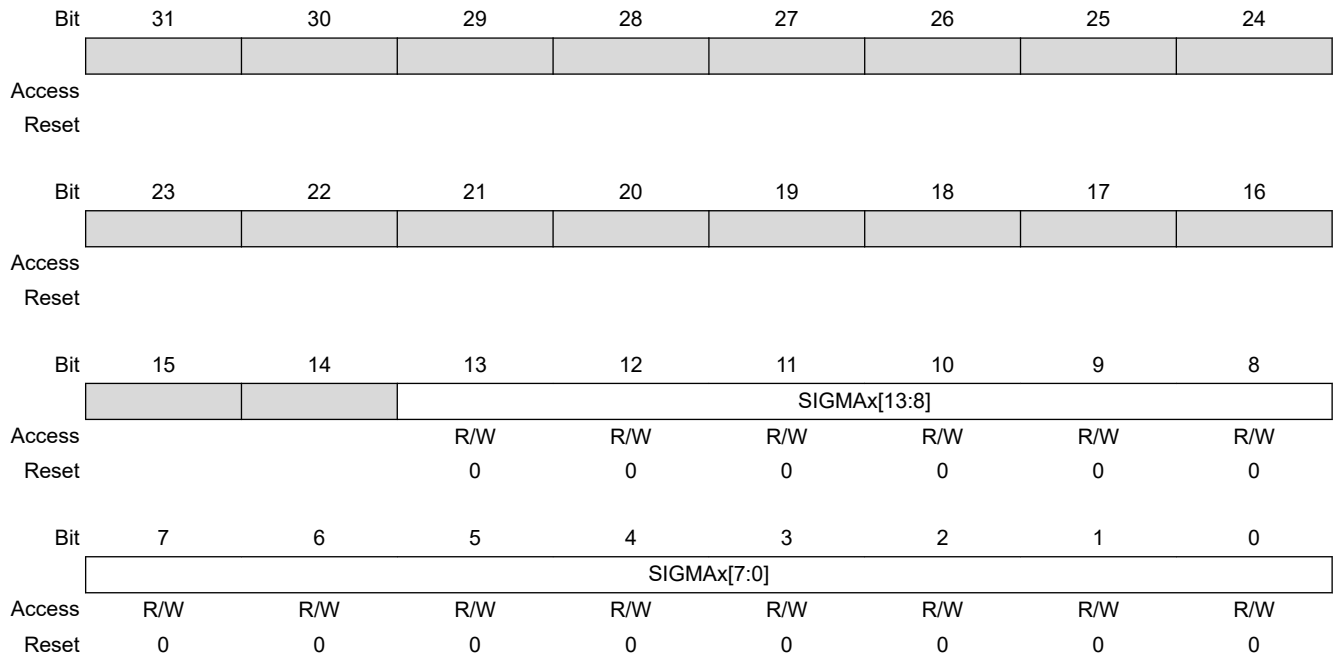 Bit 31 30 29 28 27 26 25 24
Access
Reset
Bit 23 22 21 20 19 18 17 16
Access
Reset
Bit 15 14 13 12 11 10 9 8
SIGMAx[13:8]
Access R/W R/W R/W R/W R/W R/W
Reset 0 0 0 0 0 0
Bit 7 6 5 4 3 2 1 0
SIGMAx[7:0]
Access R/W R/W R/W R/W R/W R/W R/W R/W
Reset 0 0 0 0 0 0 0 0